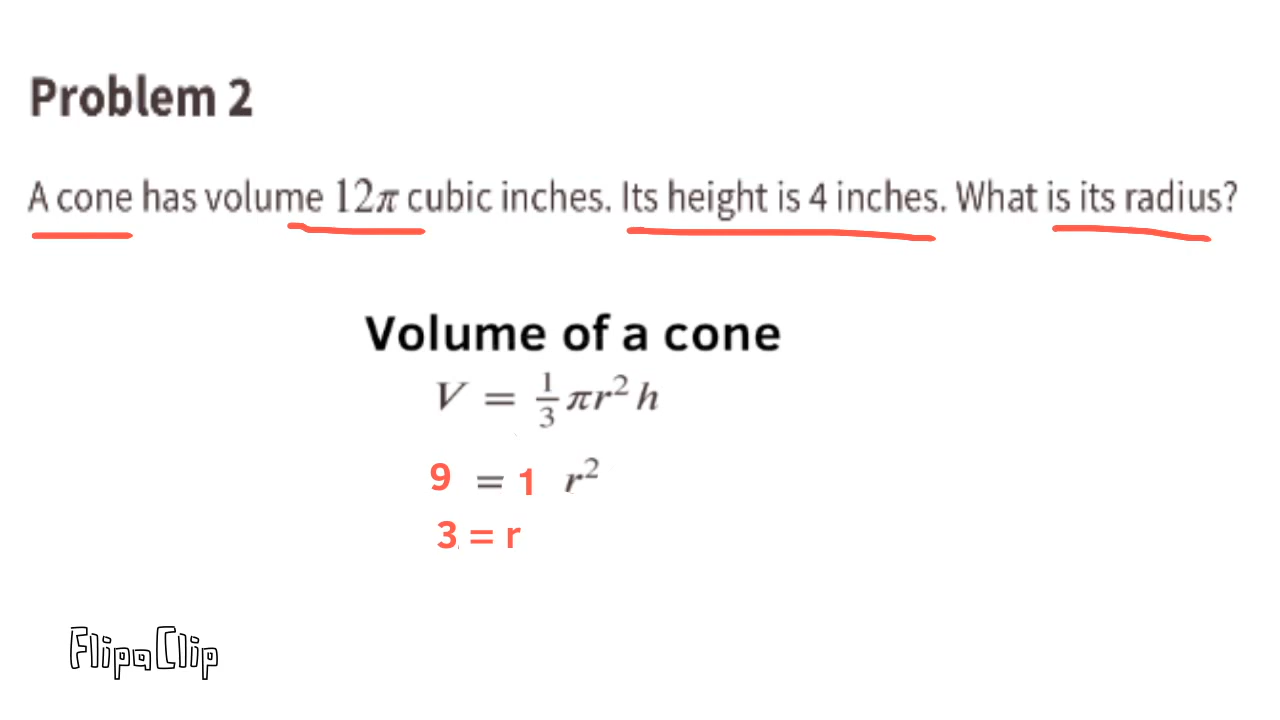 Problem 2
A cone has volume 12π cubic inches. Its height is 4 inches. What is its radius?
Volume of a cone
V = 1/3 πr² h
9 = 1 r²
3 = r
FlipaClip